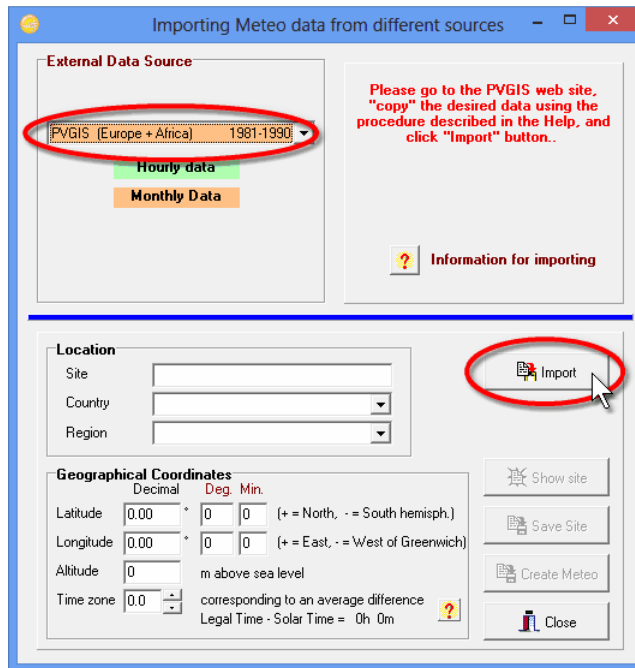 Importing Meteo data from different sources
External Data Source
PVGIS (Europe + Africa) 1981-1990
Hourly data
Monthly Data
Please go to the PVGIS web site,
"copy" the desired data using the
procedure described in the Help, and
click "Import" button..
? Information for importing
Location
Site
Country
Region
Import
Geographical Coordinates
Decimal Deg. Min.
Latitude 0.00 ° 0 0 (+ = North, - = South hemisph.)
Longitude 0.00 ° 0 0 (+ = East, - = West of Greenwich)
Altitude 0 m above sea level
Time zone 0.0 corresponding to an average difference
Legal Time - Solar Time = 0h 0m ?
Show site
Save Site
Create Meteo
Close